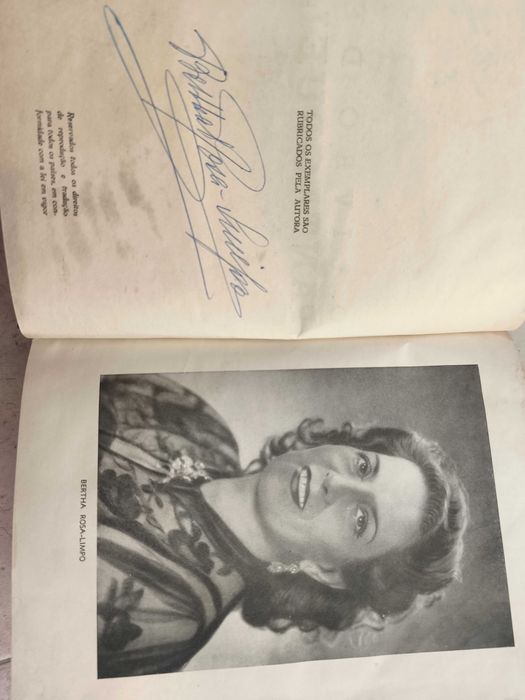 TODOS OS EXEMPLARES SÃO
RUBRICADOS PELA AUTORA
Bertha Rosa Limpo
Reservados todos os direitos
de reprodução e tradução
para todos os países, em con-
formidade com a lei em vigor
BERTHA ROSA-LIMPO